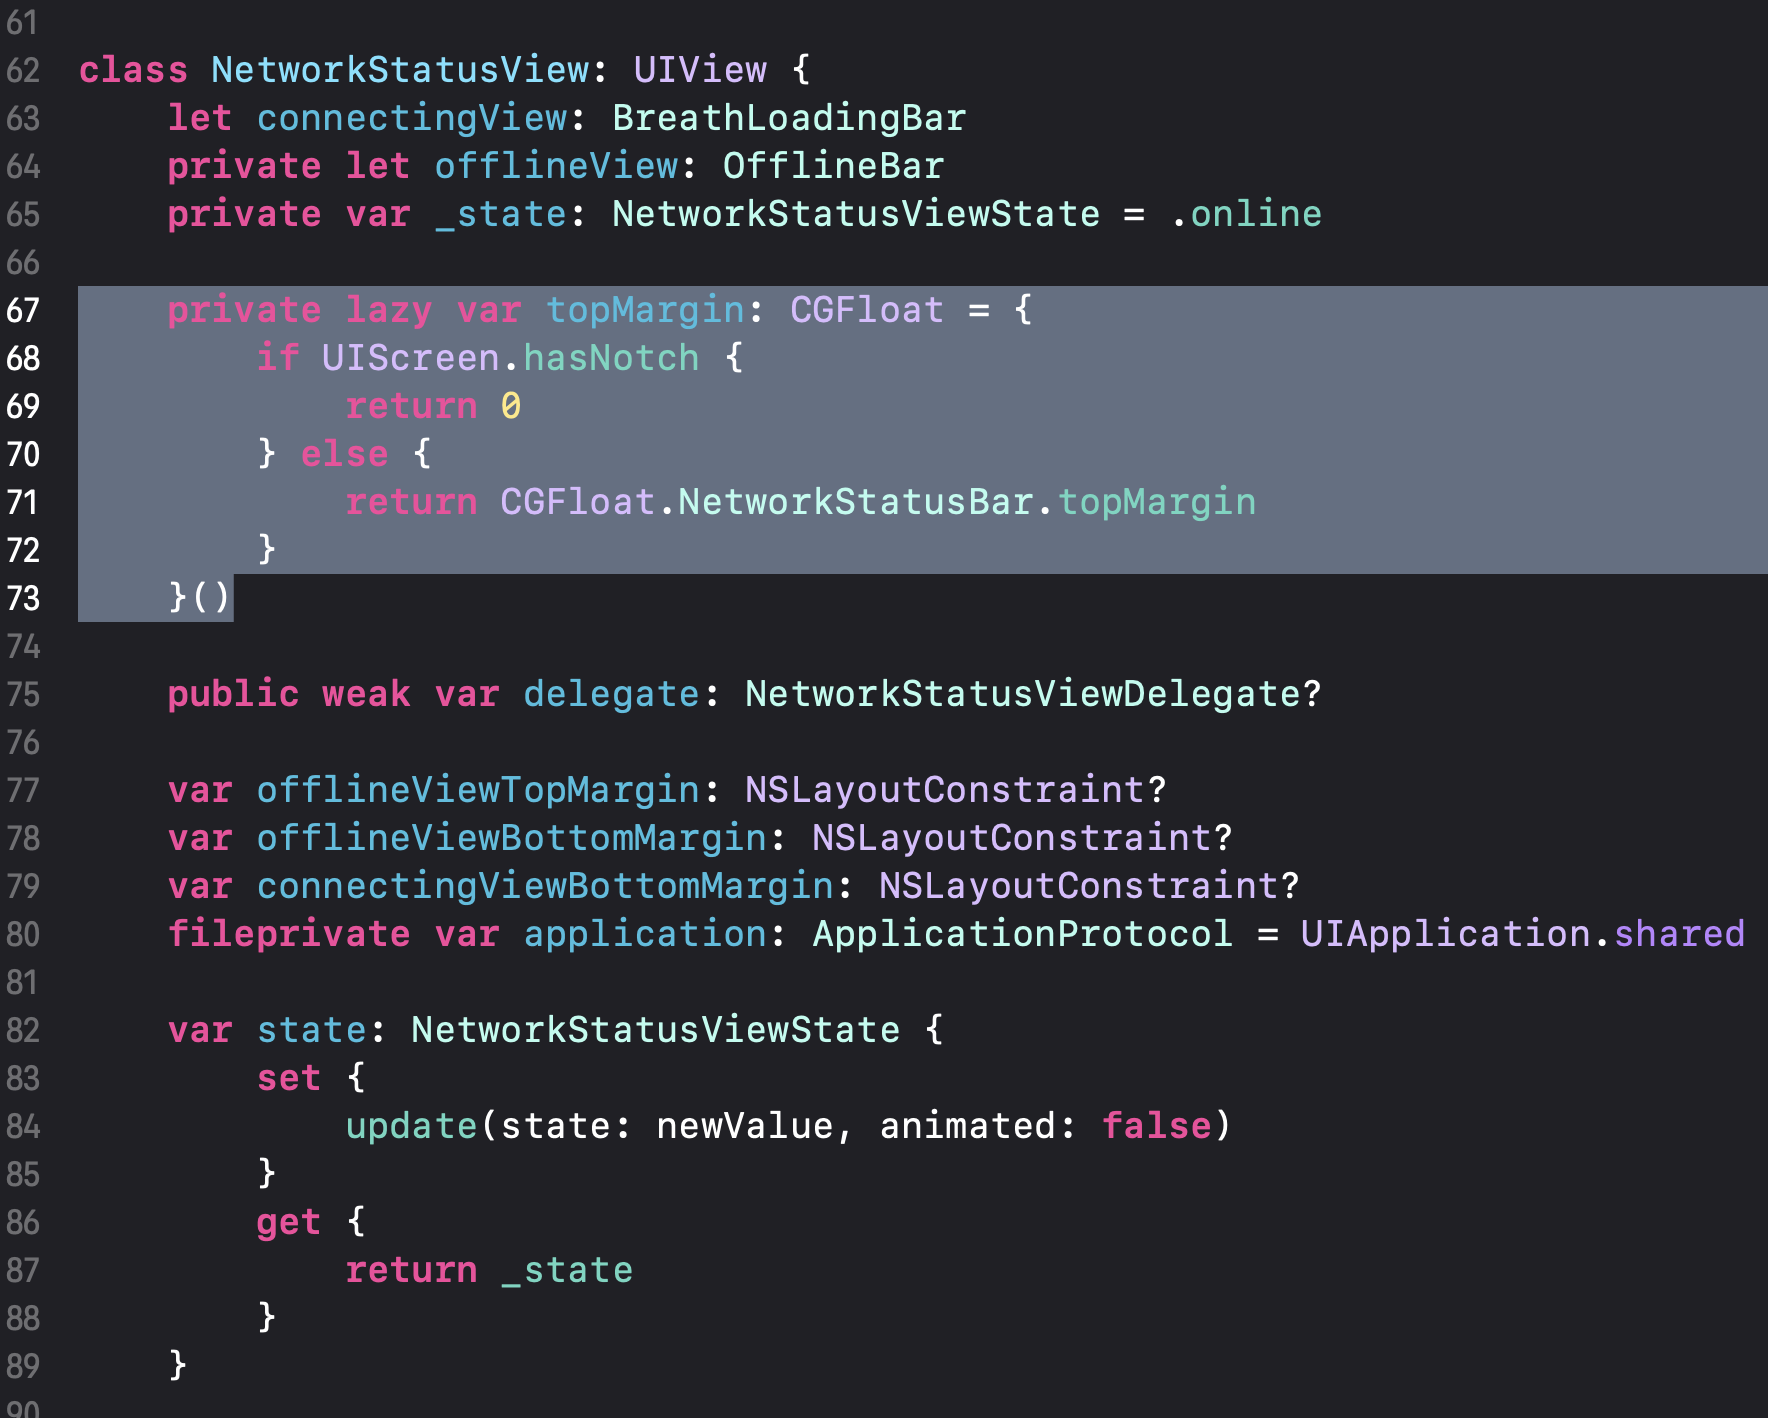 61
62 class NetworkStatusView: UIView {
63     let connectingView: BreathLoadingBar
64     private let offlineView: OfflineBar
65     private var _state: NetworkStatusViewState = .online
66
67     private lazy var topMargin: CGFloat = {
68         if UIScreen.hasNotch {
69             return 0
70         } else {
71             return CGFloat.NetworkStatusBar.topMargin
72         }
73     }()
74
75     public weak var delegate: NetworkStatusViewDelegate?
76
77     var offlineViewTopMargin: NSLayoutConstraint?
78     var offlineViewBottomMargin: NSLayoutConstraint?
79     var connectingViewBottomMargin: NSLayoutConstraint?
80     fileprivate var application: ApplicationProtocol = UIApplication.shared
81
82     var state: NetworkStatusViewState {
83         set {
84             update(state: newValue, animated: false)
85         }
86         get {
87             return _state
88         }
89     }
90